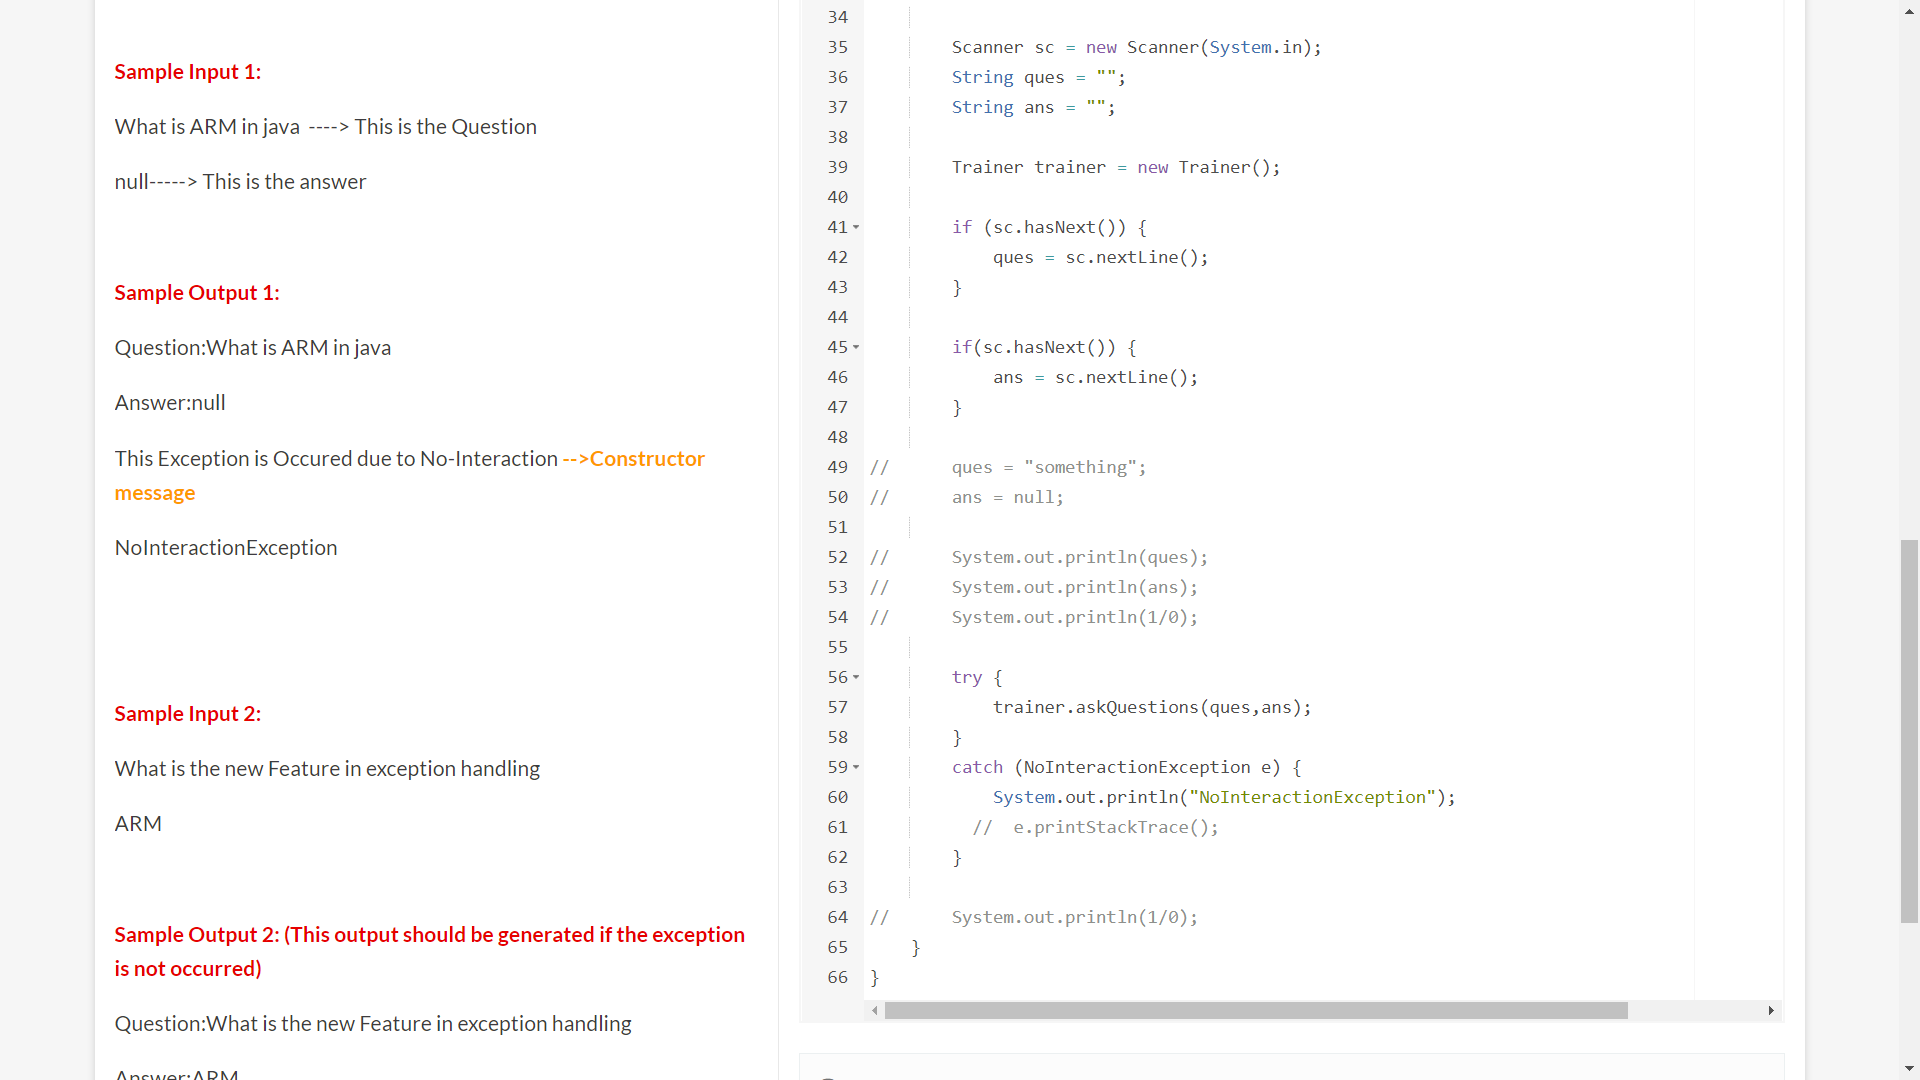 Sample Input 1:
What is ARM in java ----> This is the Question
null-----> This is the answer
Sample Output 1:
Question:What is ARM in java
Answer:null
This Exception is Occured due to No-Interaction -->Constructor
message
NoInteractionException
Sample Input 2:
What is the new Feature in exception handling
ARM
Sample Output 2: (This output should be generated if the exception
is not occurred)
Question:What is the new Feature in exception handling
Answer:ARM
34
35 Scanner sc = new Scanner(System.in);
36 String ques = "";
37 String ans = "";
38
39 Trainer trainer = new Trainer();
40
41 if (sc.hasNext()) {
42 ques = sc.nextLine();
43 }
44
45 if(sc.hasNext()) {
46 ans = sc.nextLine();
47 }
48
49 // ques = "something";
50 // ans = null;
51
52 // System.out.println(ques);
53 // System.out.println(ans);
54 // System.out.println(1/0);
55
56 try {
57 trainer.askQuestions(ques,ans);
58 }
59 catch (NoInteractionException e) {
60 System.out.println("NoInteractionException");
61 // e.printStackTrace();
62 }
63
64 // System.out.println(1/0);
65 }
66 }